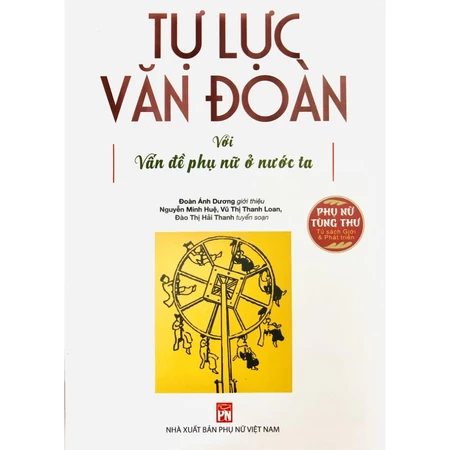 TỰ LỰC
VĂN ĐOÀN
Với
Vấn đề phụ nữ ở nước ta
Đoàn Ánh Dương giới thiệu
Nguyễn Minh Huệ, Vũ Thị Thanh Loan,
Đào Thị Hải Thanh tuyển soạn
PHỤ NỮ
TÙNG THƯ
Tủ sách Giới
& Phát triển
PN
NHÀ XUẤT BẢN PHỤ NỮ VIỆT NAM